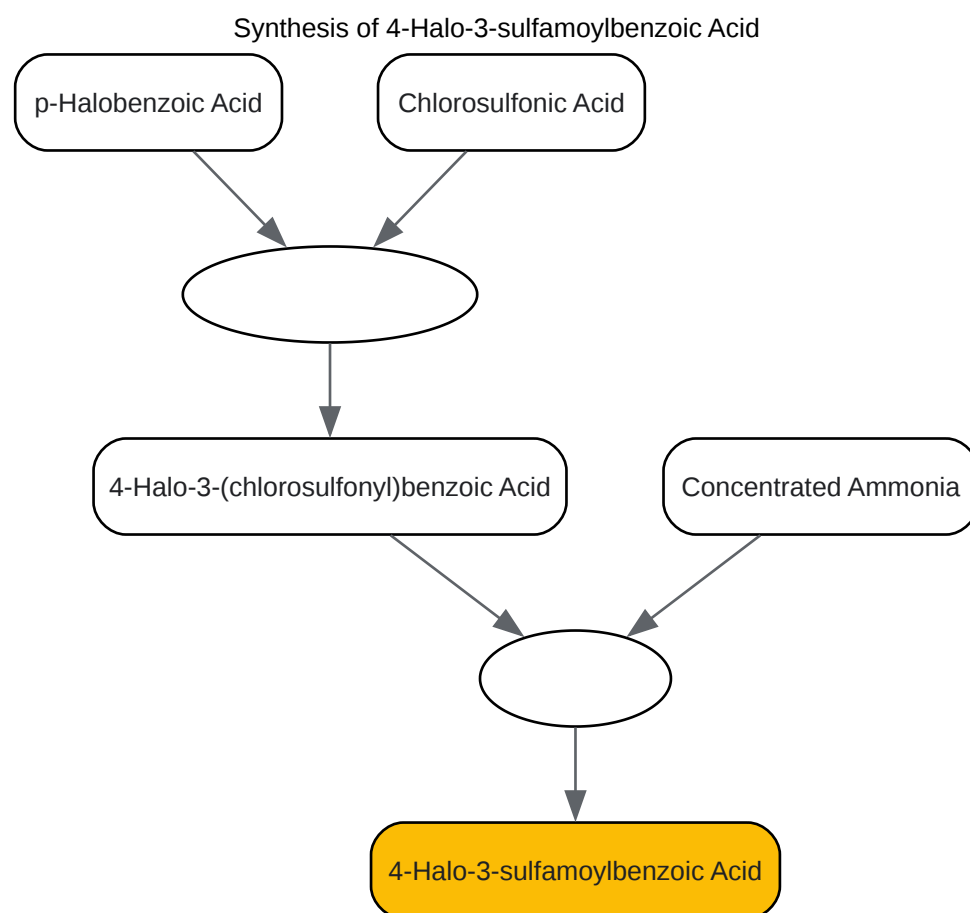 Synthesis of 4-Halo-3-sulfamoylbenzoic Acid
p-Halobenzoic Acid
Chlorosulfonic Acid
4-Halo-3-(chlorosulfonyl)benzoic Acid
Concentrated Ammonia
4-Halo-3-sulfamoylbenzoic Acid